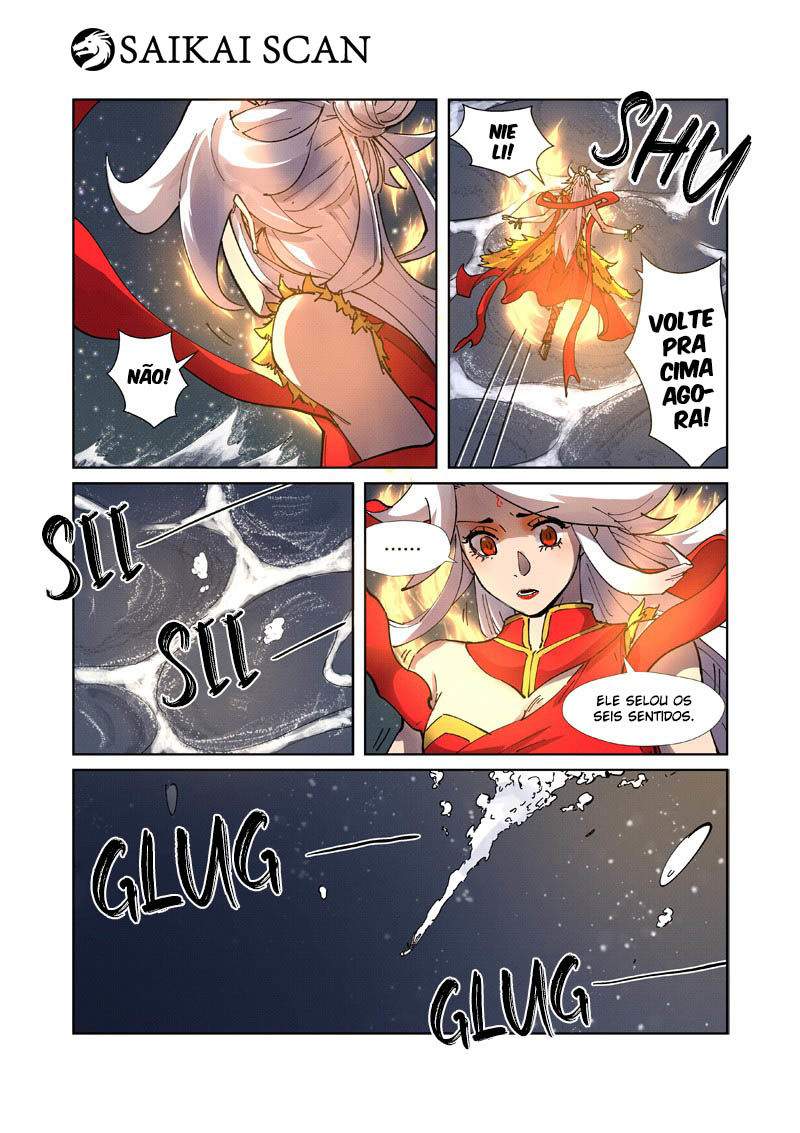 SAIKAI SCAN
NÃO!
NIE
LI!
SHU
VOLTE
PRA
CIMA
AGO-
RA!
SII
SII
......
ELE SELOU OS
SEIS SENTIDOS.
GLUG
GLUG